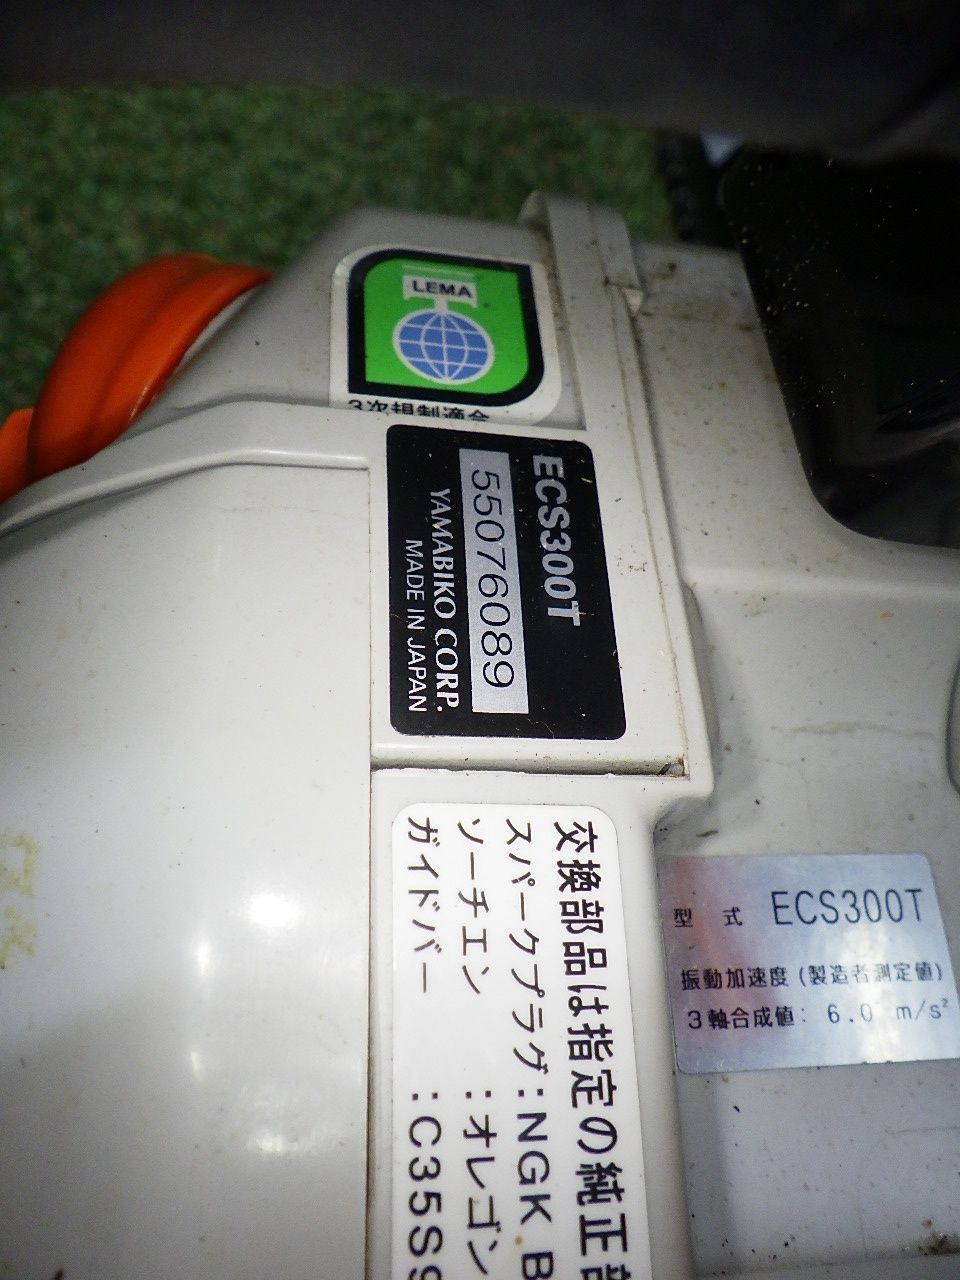 LEMA
3次規制適合
ECS300T
55076089
YAMABIKO CORP.
MADE IN JAPAN
交換部品は指定の純正
スパークプラグ:NGK B
ソーチエン :オレゴン
ガイドバー :C35S9
型 式 ECS300T
振動加速度(製造者測定値)
3軸合成値: 6.0 m/s²